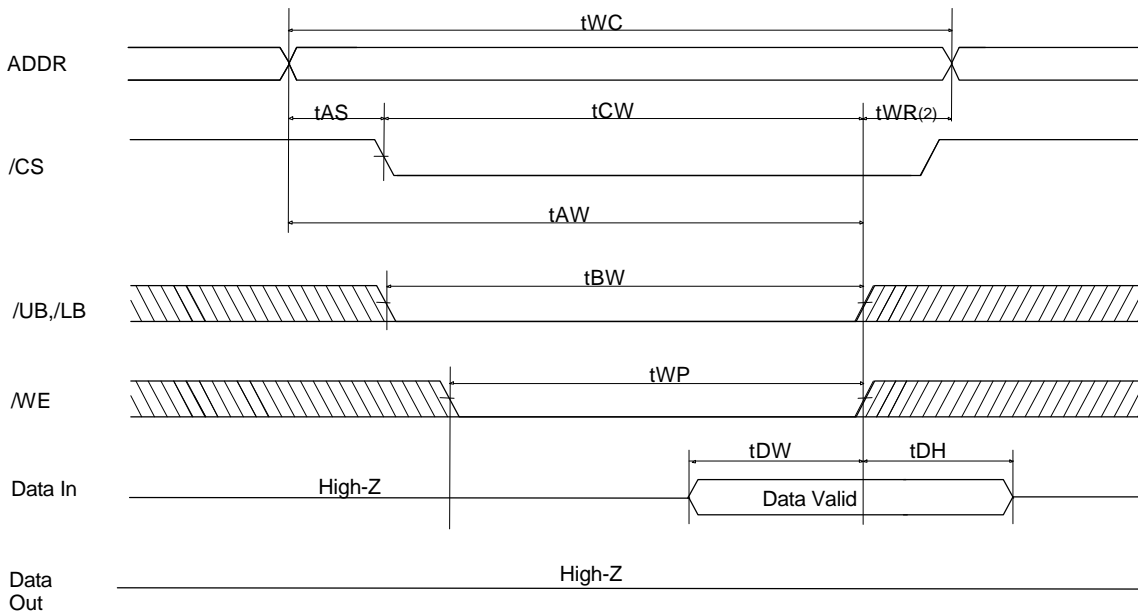 tWC
ADDR
tAS
tCW
tWR(2)
/CS
tAW
tBW
/UB,/LB
tWP
/WE
tDW
tDH
Data In
High-Z
Data Valid
High-Z
Data
Out